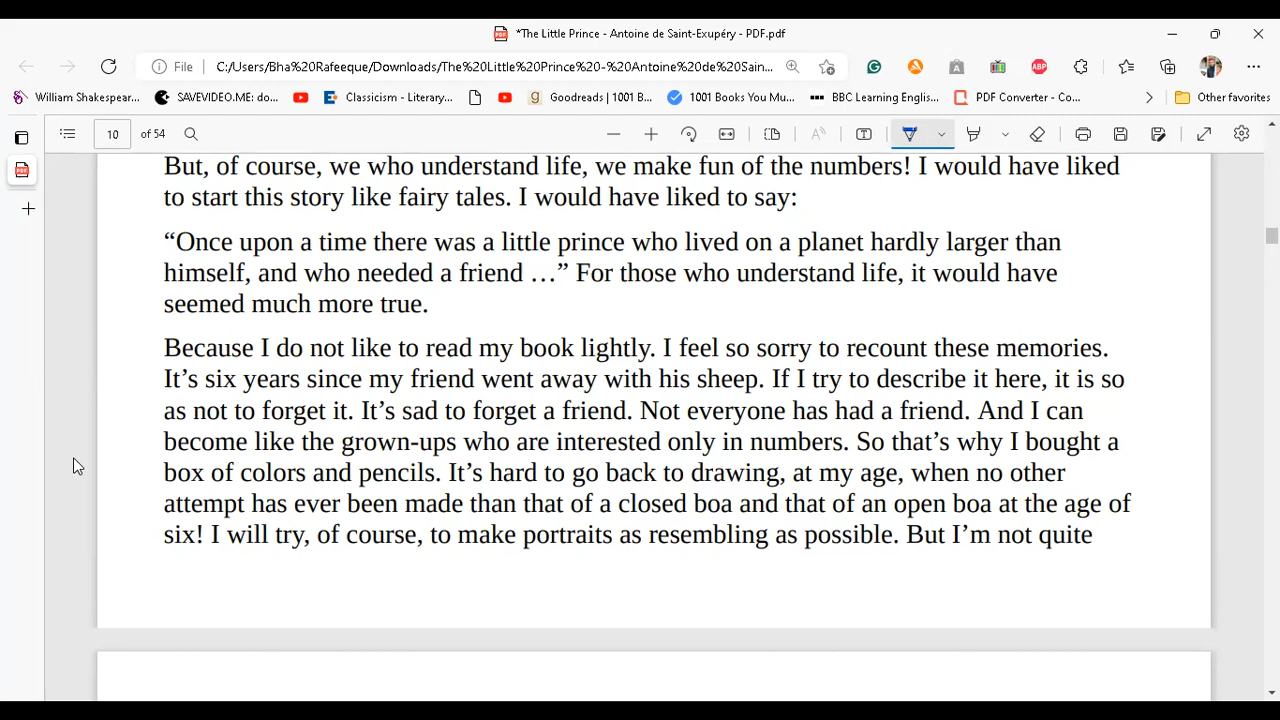 *The Little Prince - Antoine de Saint-Exupéry - PDF.pdf
File C:/Users/Bha%20Rafeeque/Downloads/The%20Little%20Prince%20-%20Antoine%20de%20Sain...
William Shakespear... SAVEVIDEO.ME: do... Classicism - Literary... Goodreads | 1001 B... 1001 Books You Mu... BBC Learning Englis... PDF Converter - Co... Other favorites
10 of 54
But, of course, we who understand life, we make fun of the numbers! I would have liked
to start this story like fairy tales. I would have liked to say:
“Once upon a time there was a little prince who lived on a planet hardly larger than
himself, and who needed a friend …” For those who understand life, it would have
seemed much more true.
Because I do not like to read my book lightly. I feel so sorry to recount these memories.
It’s six years since my friend went away with his sheep. If I try to describe it here, it is so
as not to forget it. It’s sad to forget a friend. Not everyone has had a friend. And I can
become like the grown-ups who are interested only in numbers. So that’s why I bought a
box of colors and pencils. It’s hard to go back to drawing, at my age, when no other
attempt has ever been made than that of a closed boa and that of an open boa at the age of
six! I will try, of course, to make portraits as resembling as possible. But I’m not quite